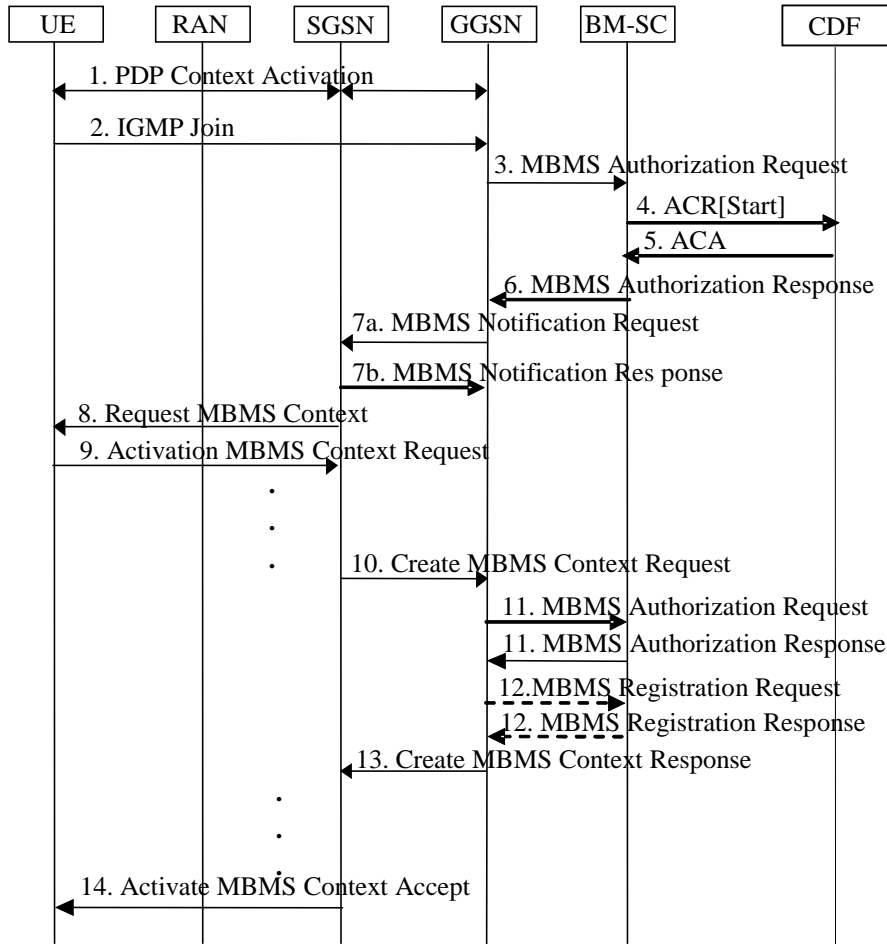 UE RAN SGSN GGSN BM-SC CDF
1. PDP Context Activation
2. IGMP Join
3. MBMS Authorization Request
4. ACR[Start]
5. ACA
6. MBMS Authorization Response
7a. MBMS Notification Request
7b. MBMS Notification Res ponse
8. Request MBMS Context
9. Activation MBMS Context Request
.
.
.
10. Create MBMS Context Request
11. MBMS Authorization Request
11. MBMS Authorization Response
12.MBMS Registration Request
12. MBMS Registration Response
13. Create MBMS Context Response
.
.
.
14. Activate MBMS Context Accept